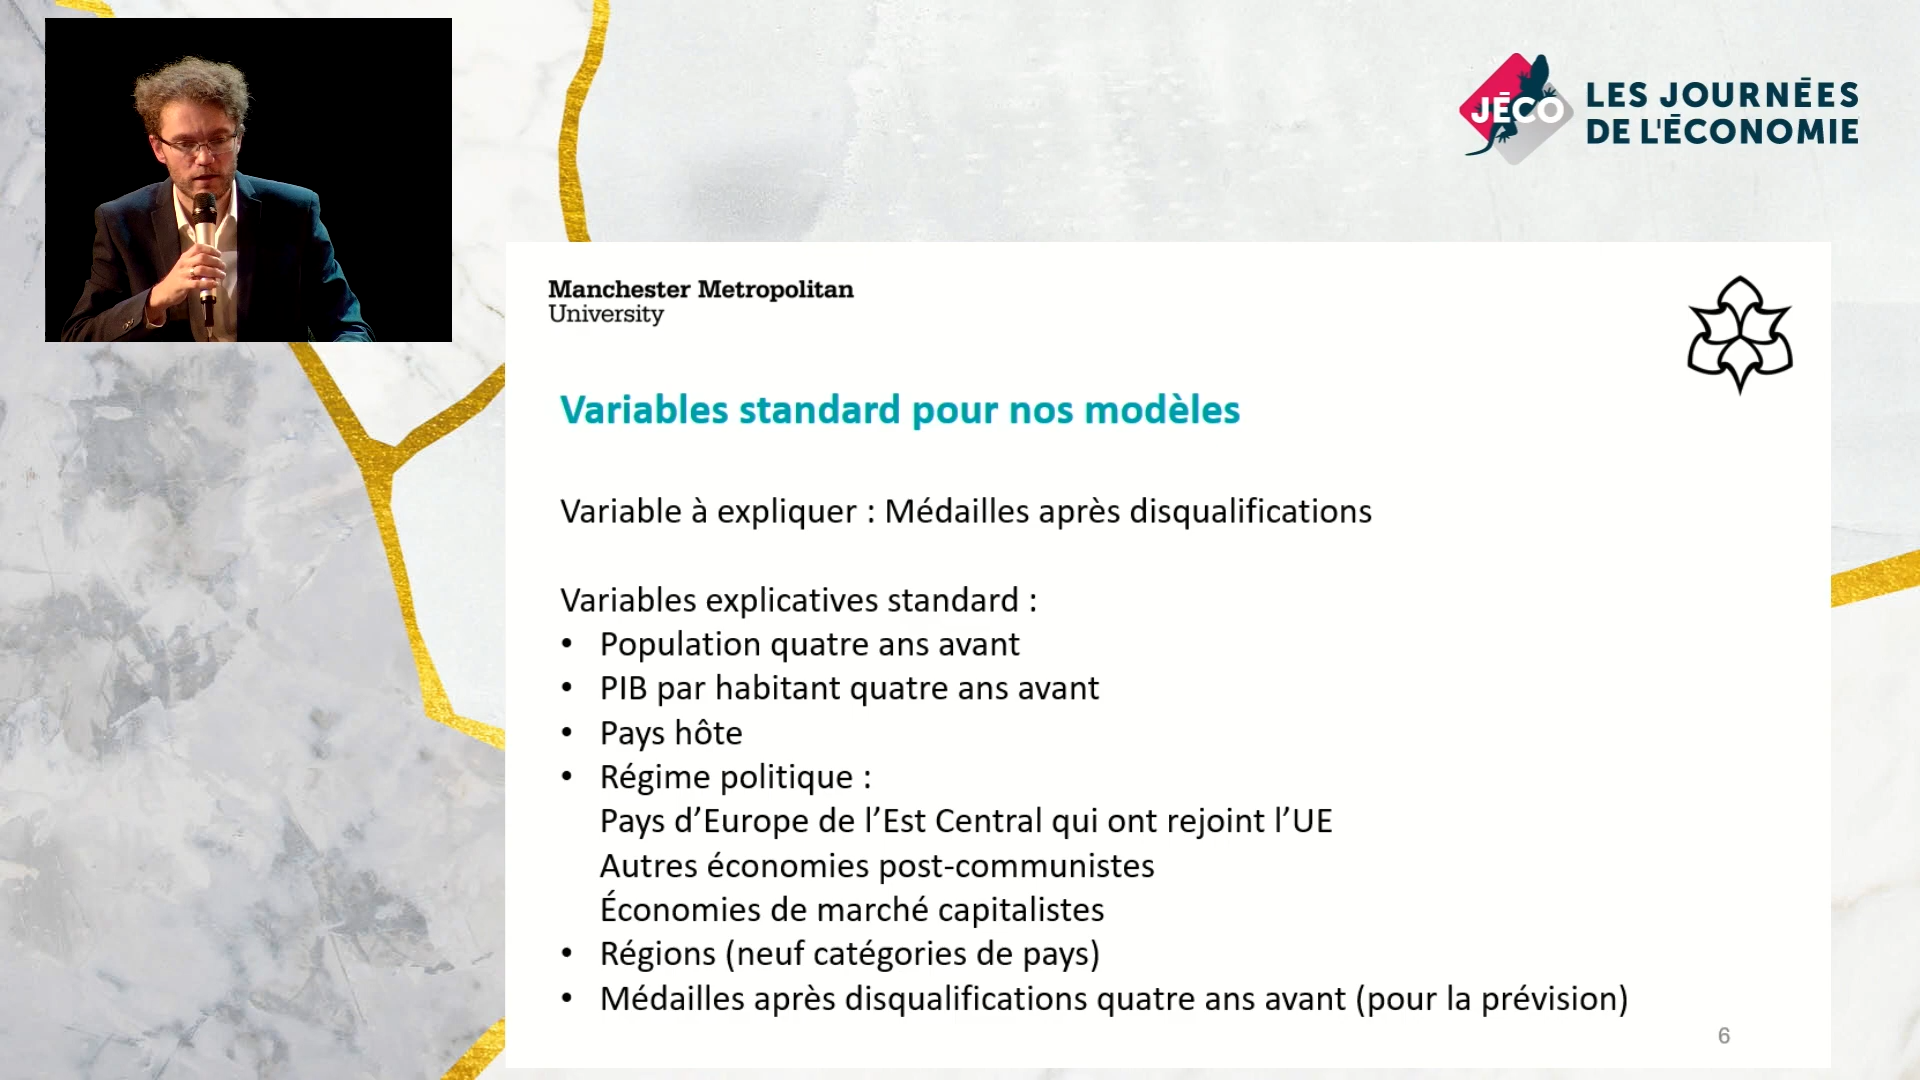 JÉCO
LES JOURNÉES
DE L'ÉCONOMIE
Manchester Metropolitan
University
Variables standard pour nos modèles
Variable à expliquer : Médailles après disqualifications
Variables explicatives standard :
• Population quatre ans avant
• PIB par habitant quatre ans avant
• Pays hôte
• Régime politique :
Pays d’Europe de l’Est Central qui ont rejoint l’UE
Autres économies post-communistes
Économies de marché capitalistes
• Régions (neuf catégories de pays)
• Médailles après disqualifications quatre ans avant (pour la prévision)
6